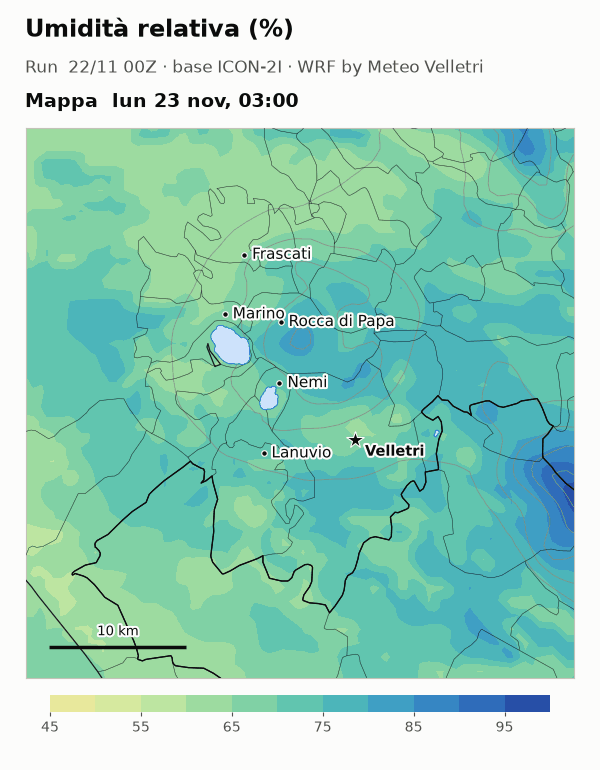 Umidità relativa (%)
Run  22/11 00Z · base ICON-2I · WRF by Meteo Velletri
Mappa  lun 23 nov, 03:00
Frascati
Marino
Rocca di Papa
Nemi
Velletri
Lanuvio
10 km
45 55 65 75 85 95